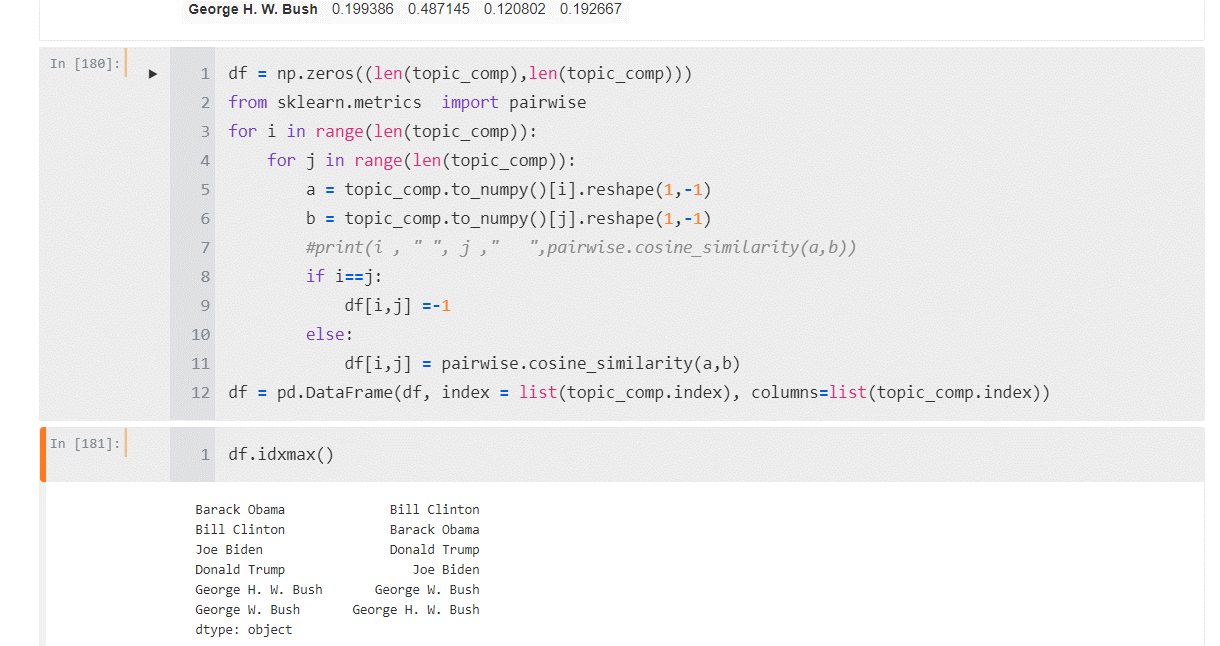 George H. W. Bush 0.199386 0.487145 0.120802 0.192667
In [180]:
1 df = np.zeros((len(topic_comp),len(topic_comp)))
2 from sklearn.metrics  import pairwise
3 for i in range(len(topic_comp)):
4     for j in range(len(topic_comp)):
5         a = topic_comp.to_numpy()[i].reshape(1,-1)
6         b = topic_comp.to_numpy()[j].reshape(1,-1)
7         #print(i , " ", j ,"   ",pairwise.cosine_similarity(a,b))
8         if i==j:
9             df[i,j] =-1
10         else:
11             df[i,j] = pairwise.cosine_similarity(a,b)
12 df = pd.DataFrame(df, index = list(topic_comp.index), columns=list(topic_comp.index))
In [181]:
1 df.idxmax()
Barack Obama Bill Clinton
Bill Clinton Barack Obama
Joe Biden Donald Trump
Donald Trump Joe Biden
George H. W. Bush George W. Bush
George W. Bush George H. W. Bush
dtype: object